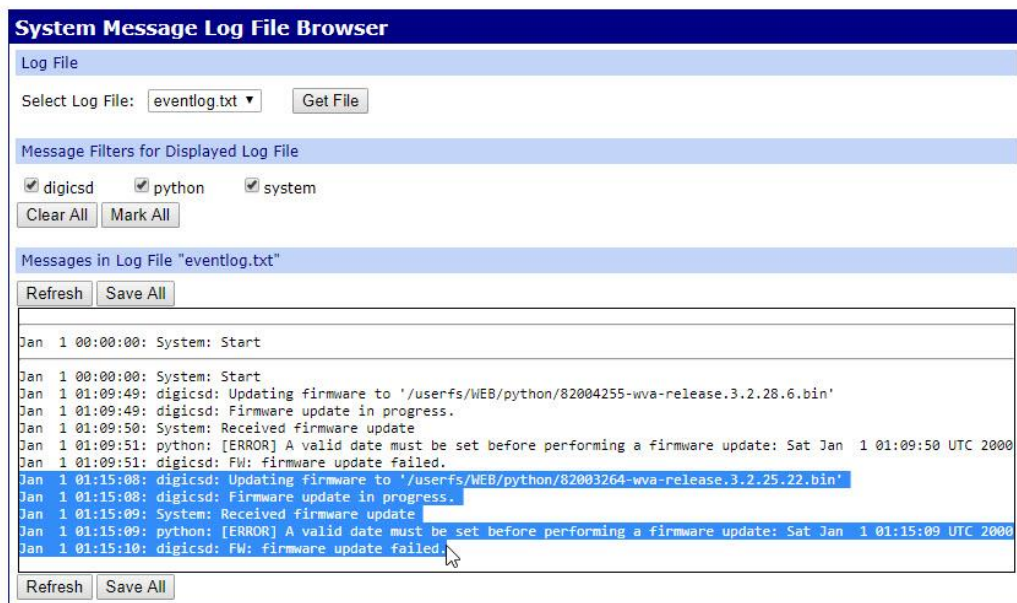 System Message Log File Browser
Log File
Select Log File: eventlog.txt Get File
Message Filters for Displayed Log File
digicsd python system
Clear All Mark All
Messages in Log File "eventlog.txt"
Refresh Save All
Jan  1 00:00:00: System: Start
Jan  1 00:00:00: System: Start
Jan  1 01:09:49: digicsd: Updating firmware to '/userfs/WEB/python/82004255-wva-release.3.2.28.6.bin'
Jan  1 01:09:49: digicsd: Firmware update in progress.
Jan  1 01:09:50: System: Received firmware update
Jan  1 01:09:51: python: [ERROR] A valid date must be set before performing a firmware update: Sat Jan  1 01:09:50 UTC 2000
Jan  1 01:09:51: digicsd: FW: firmware update failed.
Jan  1 01:15:08: digicsd: Updating firmware to '/userfs/WEB/python/82003264-wva-release.3.2.25.22.bin'
Jan  1 01:15:08: digicsd: Firmware update in progress.
Jan  1 01:15:09: System: Received firmware update
Jan  1 01:15:09: python: [ERROR] A valid date must be set before performing a firmware update: Sat Jan  1 01:15:09 UTC 2000
Jan  1 01:15:10: digicsd: FW: firmware update failed.
Refresh Save All